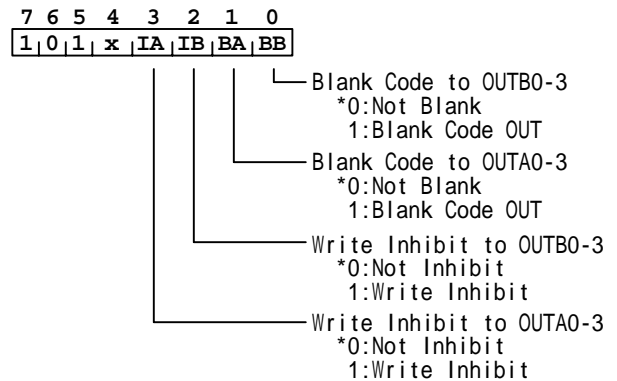 7 6 5 4 3 2 1 0
1 0 1 x IA IB BA BB
Blank Code to OUTB0-3
*0:Not Blank
1:Blank Code OUT
Blank Code to OUTA0-3
*0:Not Blank
1:Blank Code OUT
Write Inhibit to OUTB0-3
*0:Not Inhibit
1:Write Inhibit
Write Inhibit to OUTA0-3
*0:Not Inhibit
1:Write Inhibit